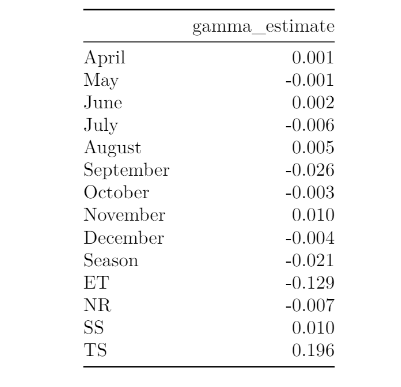 gamma_estimate
April 0.001
May -0.001
June 0.002
July -0.006
August 0.005
September -0.026
October -0.003
November 0.010
December -0.004
Season -0.021
ET -0.129
NR -0.007
SS 0.010
TS 0.196